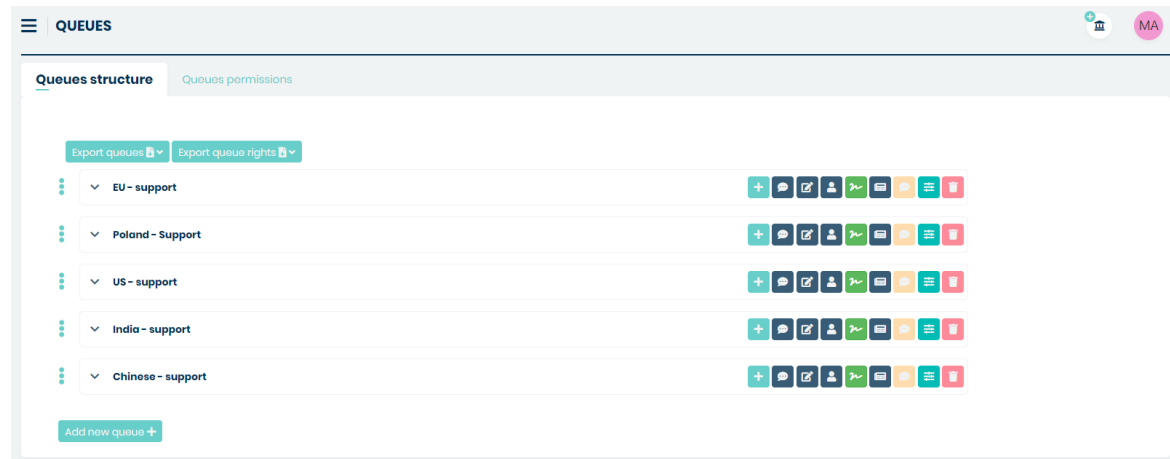 QUEUES
MA
Queues structure
Queues permissions
Export queues
Export queue rights
EU - support
Poland - Support
US - support
India - support
Chinese - support
Add new queue